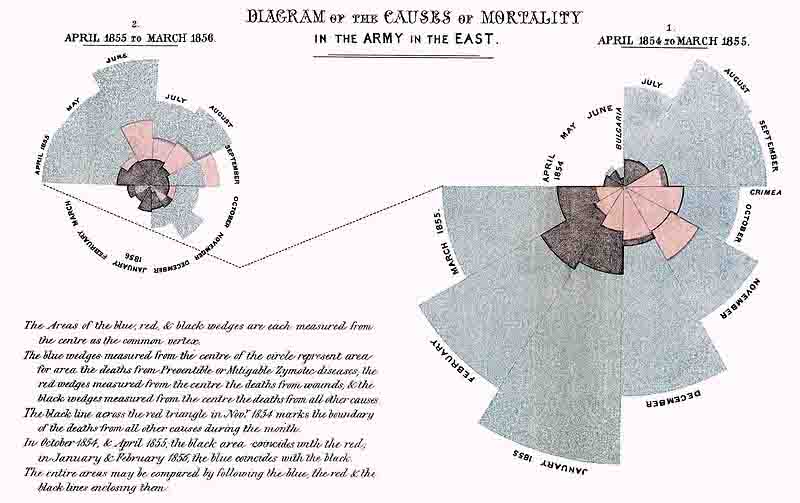 DIAGRAM OF THE CAUSES OF MORTALITY
IN THE ARMY IN THE EAST.
2.
APRIL 1855 TO MARCH 1856.
1.
APRIL 1854 TO MARCH 1855.
APRIL 1855
MAY
JUNE
JULY
AUGUST
SEPTEMBER
OCTOBER
NOVEMBER
DECEMBER
JANUARY
1856
FEBRUARY
MARCH
APRIL
1854
MAY
JUNE
BULGARIA
JULY
AUGUST
SEPTEMBER
CRIMEA
OCTOBER
NOVEMBER
DECEMBER
JANUARY 1855
FEBRUARY
MARCH 1855.
The Areas of the blue, red, & black wedges are each measured from
the centre as the common vertex.
The blue wedges measured from the centre of the circle represent area
for area the deaths from Preventible or Mitigable Zymotic diseases, the
red wedges measured from the centre the deaths from wounds, & the
black wedges measured from the centre the deaths from all other causes.
The black line across the red triangle in Novr. 1854 marks the boundary
of the deaths from all other causes during the month.
In October 1854, & April 1855, the black area coincides with the red,
in January & February 1856, the blue coincides with the black.
The entire areas may be compared by following the blue, the red & the
black lines enclosing them.